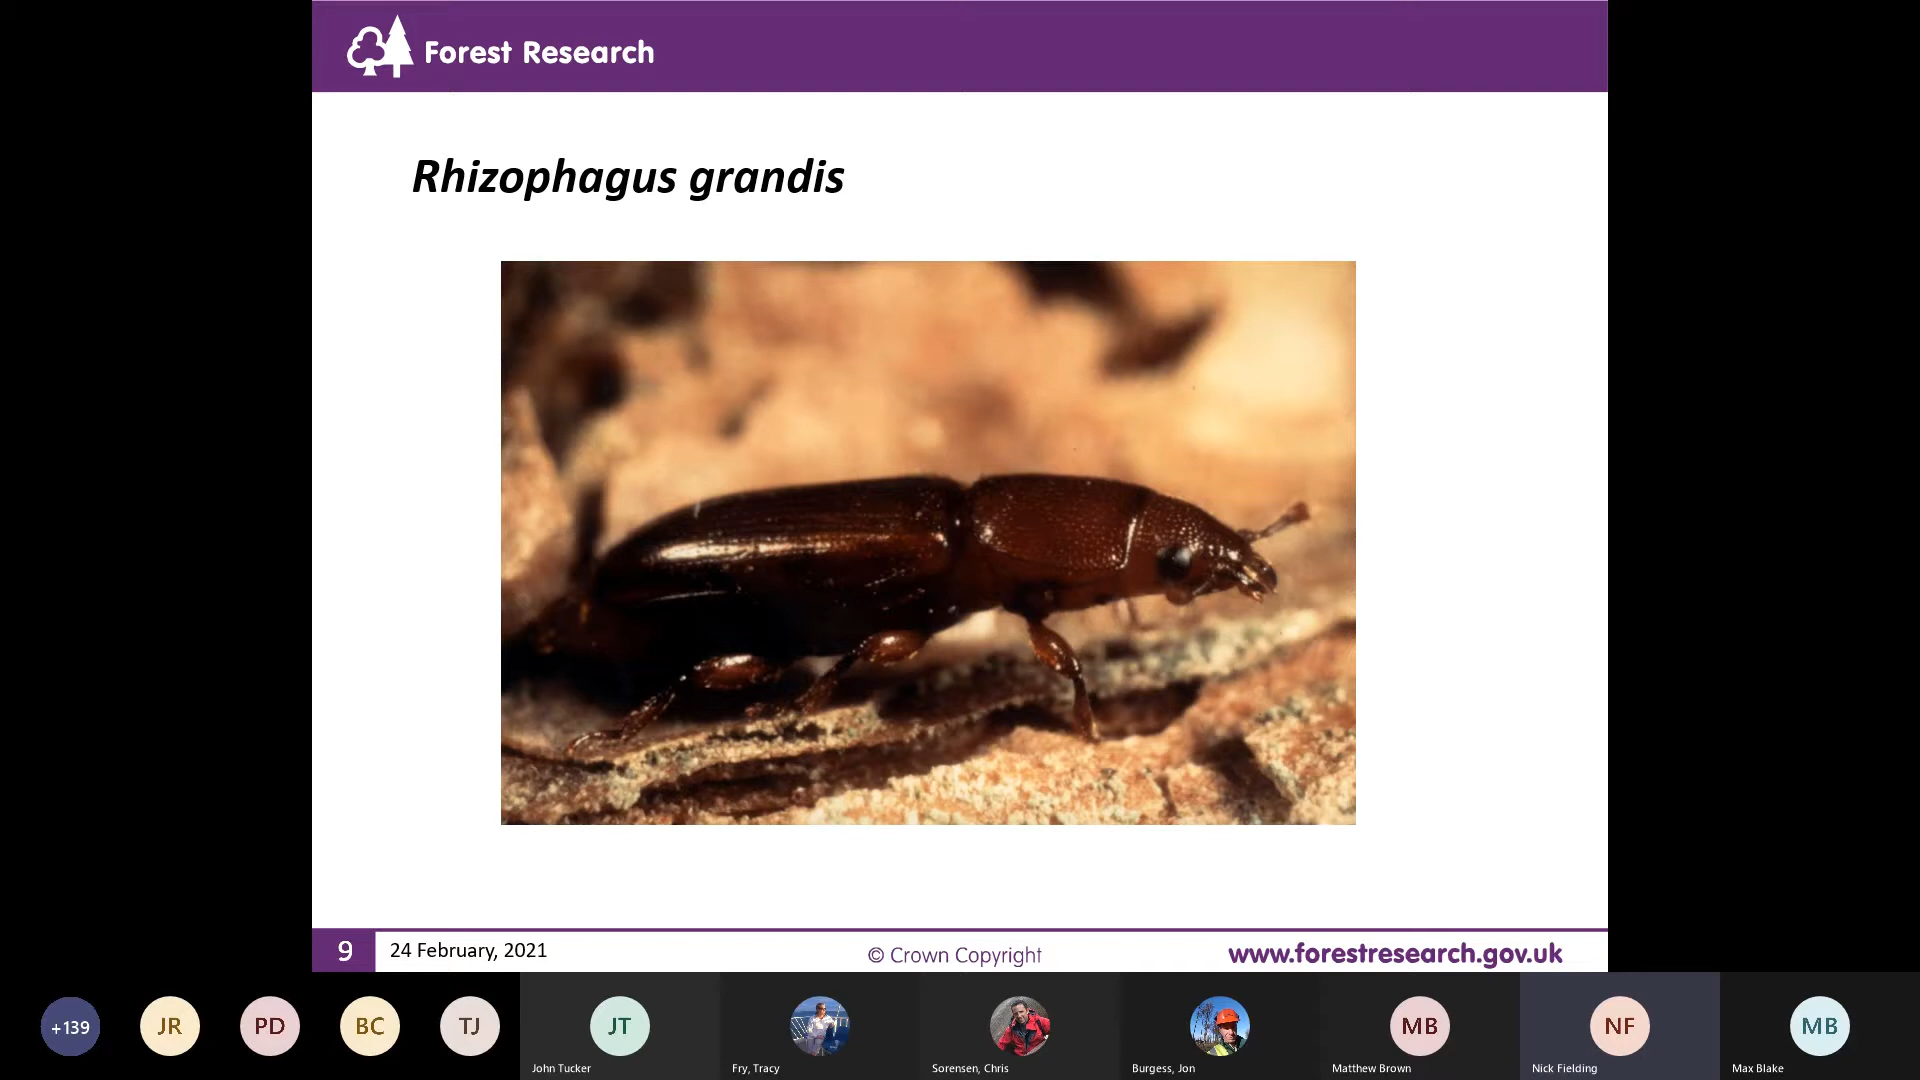 Forest Research
Rhizophagus grandis
9
24 February, 2021
© Crown Copyright
www.forestresearch.gov.uk
+139
JR
PD
BC
TJ
JT
MB
NF
MB
John Tucker
Fry, Tracy
Sorensen, Chris
Burgess, Jon
Matthew Brown
Nick Fielding
Max Blake